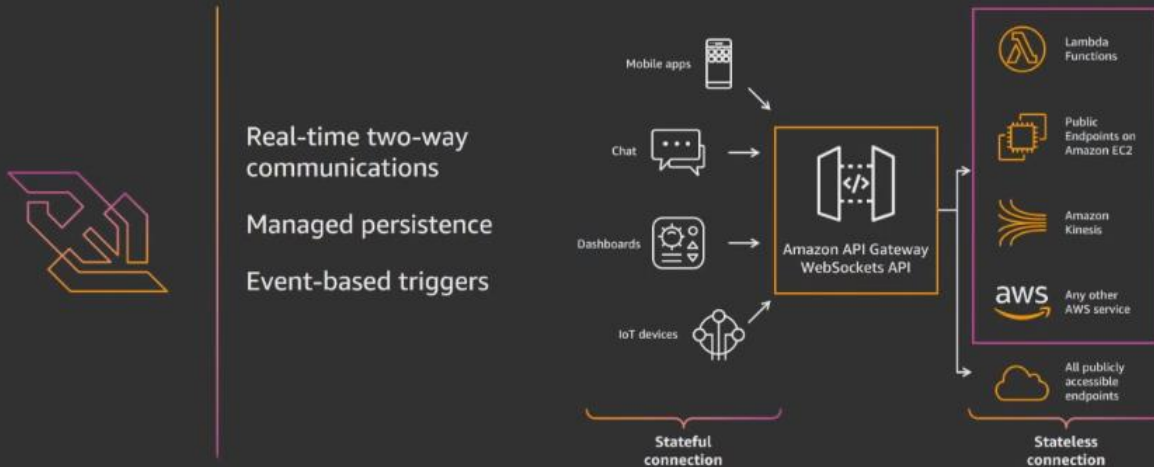 Real-time two-way
communications
Managed persistence
Event-based triggers
Mobile apps
Chat
Dashboards
IoT devices
Stateful
connection
</>
Amazon API Gateway
WebSockets API
Lambda
Functions
Public
Endpoints on
Amazon EC2
Amazon
Kinesis
aws
Any other
AWS service
All publicly
accessible
endpoints
Stateless
connection